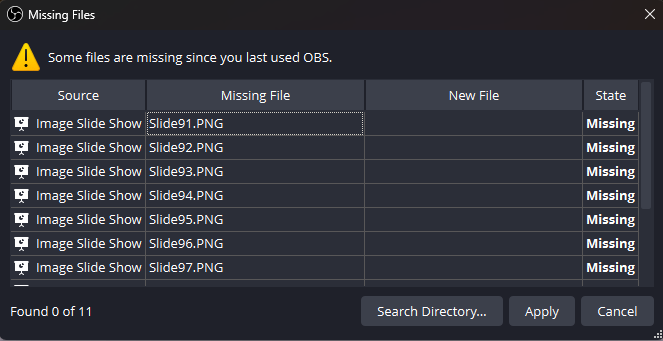 Missing Files
Some files are missing since you last used OBS.
Source Missing File New File State
Image Slide Show Slide91.PNG Missing
Image Slide Show Slide92.PNG Missing
Image Slide Show Slide93.PNG Missing
Image Slide Show Slide94.PNG Missing
Image Slide Show Slide95.PNG Missing
Image Slide Show Slide96.PNG Missing
Image Slide Show Slide97.PNG Missing
Found 0 of 11 Search Directory... Apply Cancel